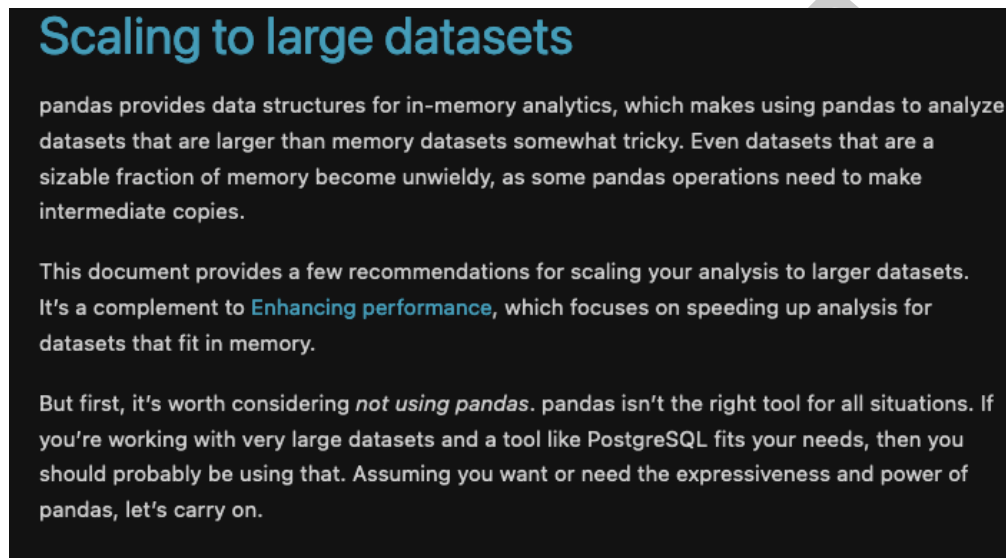 Scaling to large datasets
pandas provides data structures for in-memory analytics, which makes using pandas to analyze
datasets that are larger than memory datasets somewhat tricky. Even datasets that are a
sizable fraction of memory become unwieldy, as some pandas operations need to make
intermediate copies.
This document provides a few recommendations for scaling your analysis to larger datasets.
It’s a complement to Enhancing performance, which focuses on speeding up analysis for
datasets that fit in memory.
But first, it’s worth considering not using pandas. pandas isn’t the right tool for all situations. If
you’re working with very large datasets and a tool like PostgreSQL fits your needs, then you
should probably be using that. Assuming you want or need the expressiveness and power of
pandas, let’s carry on.